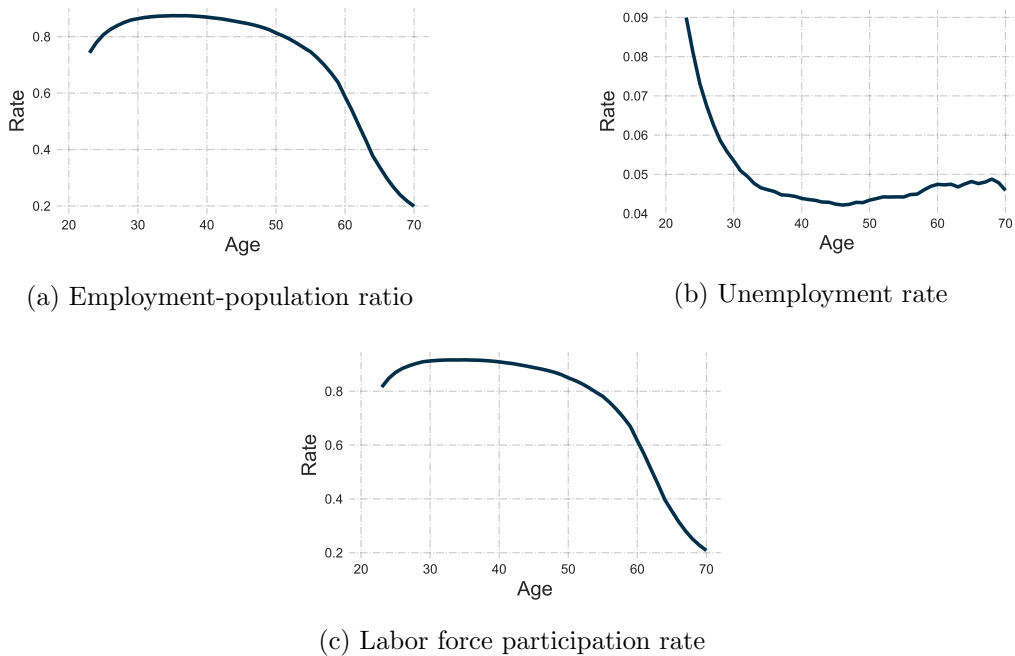 0.8
0.6
0.4
0.2
Rate
20 30 40 50 60 70
Age
(a) Employment-population ratio
0.09
0.08
0.07
0.06
0.05
0.04
Rate
20 30 40 50 60 70
Age
(b) Unemployment rate
0.8
0.6
0.4
0.2
Rate
20 30 40 50 60 70
Age
(c) Labor force participation rate